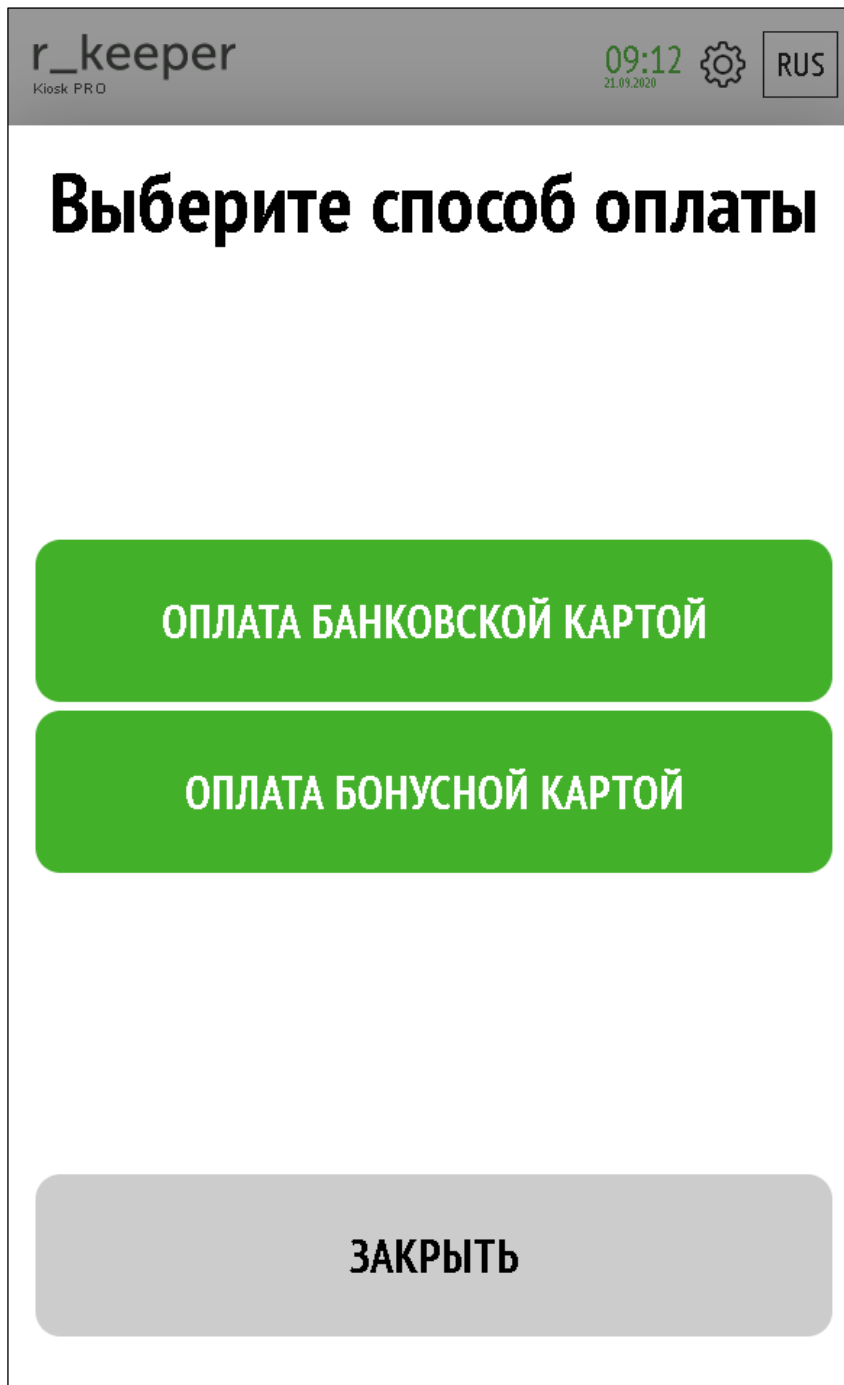 r_keeper
Kiosk PRO
09:12
21.09.2020
RUS
Выберите способ оплаты
ОПЛАТА БАНКОВСКОЙ КАРТОЙ
ОПЛАТА БОНУСНОЙ КАРТОЙ
ЗАКРЫТЬ